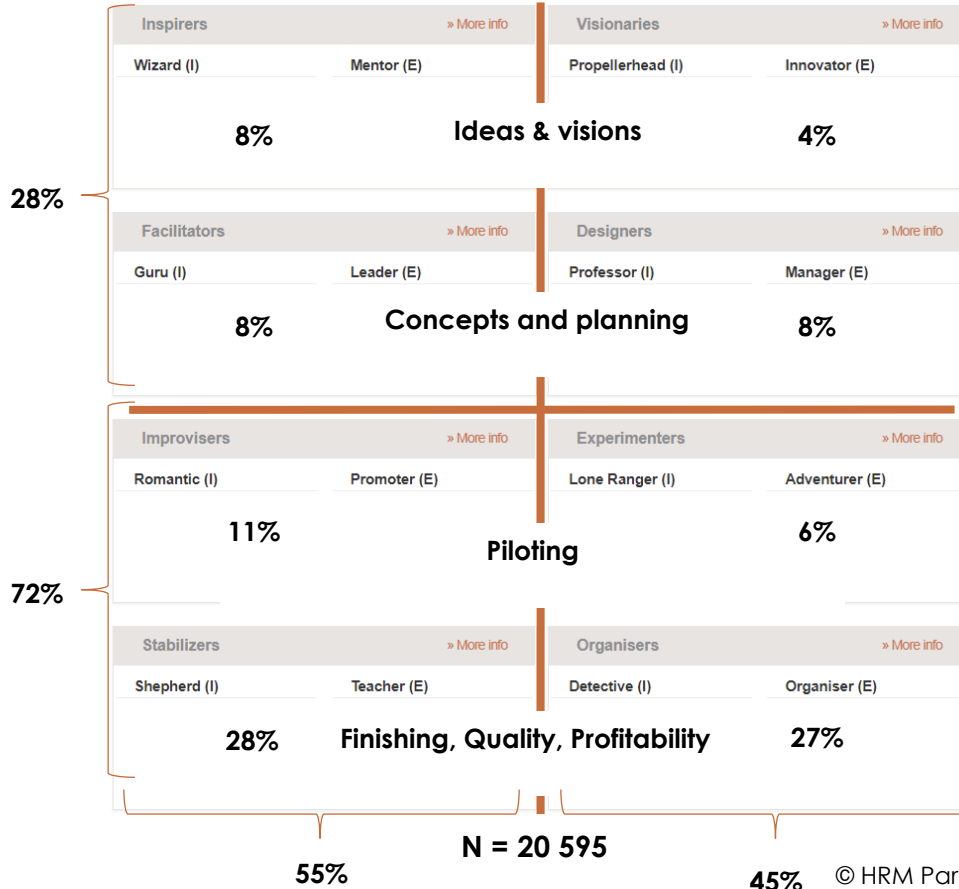 Inspirers » More info Visionaries » More info
Wizard (I) Mentor (E) Propellerhead (I) Innovator (E)
8% Ideas & visions 4%
28%
Facilitators » More info Designers » More info
Guru (I) Leader (E) Professor (I) Manager (E)
8% Concepts and planning 8%
Improvisers » More info Experimenters » More info
Romantic (I) Promoter (E) Lone Ranger (I) Adventurer (E)
11% Piloting 6%
72%
Stabilizers » More info Organisers » More info
Shepherd (I) Teacher (E) Detective (I) Organiser (E)
28% Finishing, Quality, Profitability 27%
N = 20 595
55% 45% © HRM Par